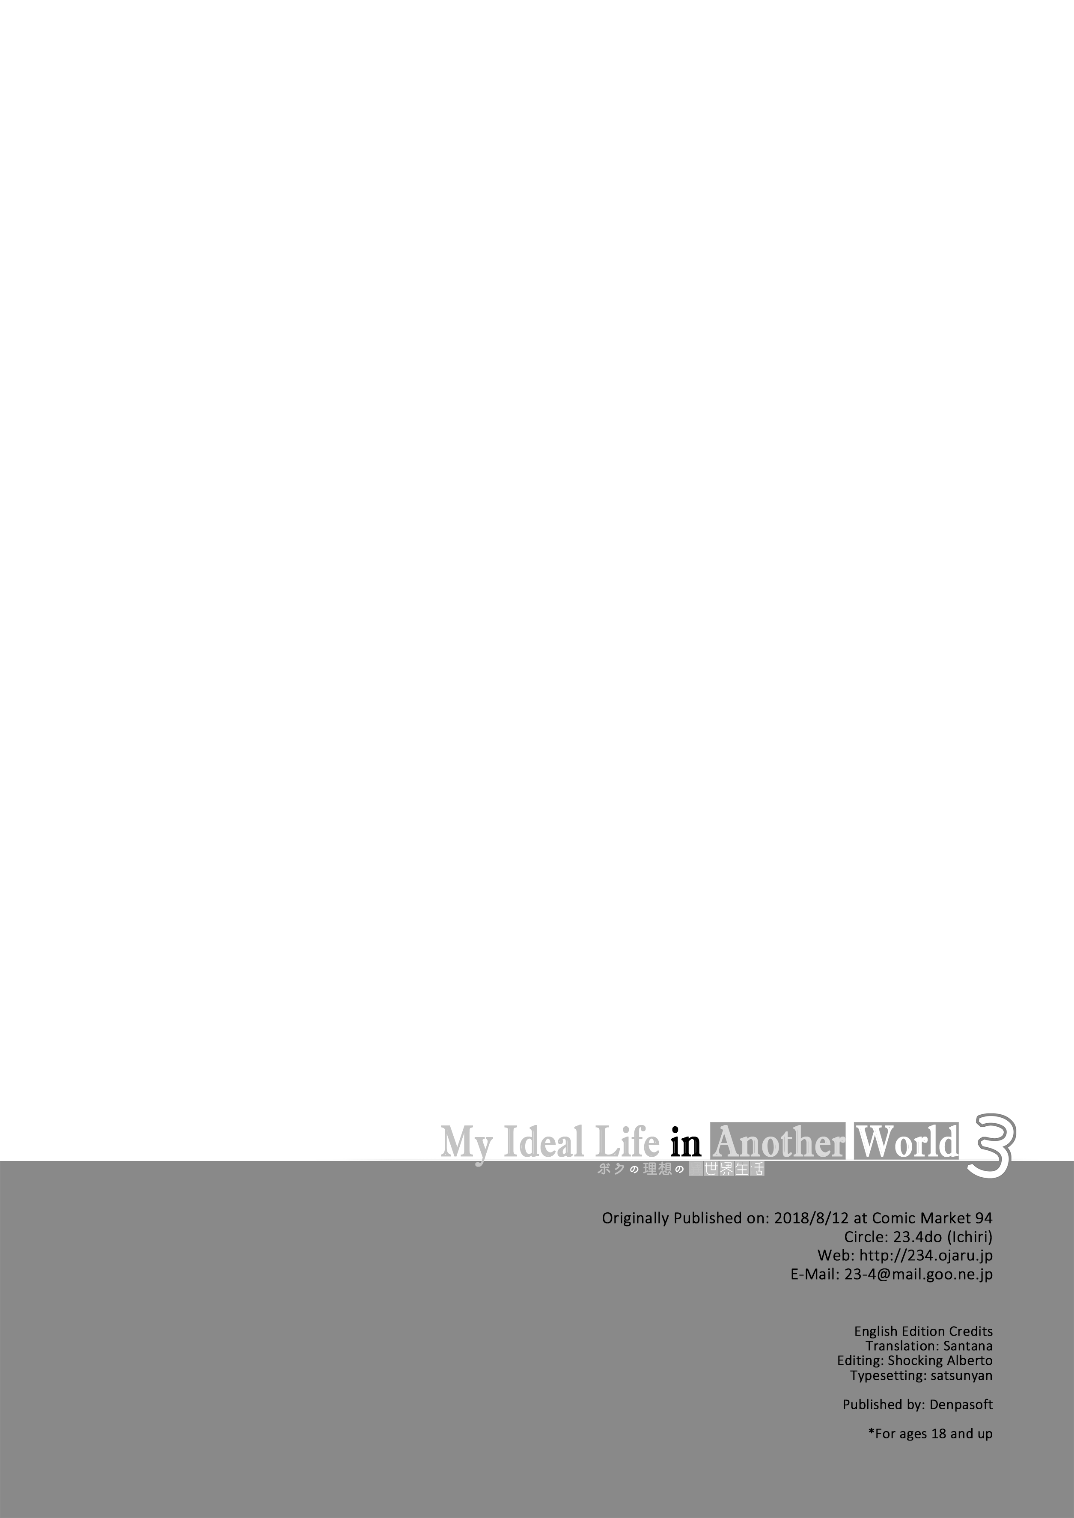 My Ideal Life in Another World 3
ボクの理想の異世界生活
Originally Published on: 2018/8/12 at Comic Market 94
Circle: 23.4do (Ichiri)
Web: http://234.ojaru.jp
E-Mail: 23-4@mail.goo.ne.jp
English Edition Credits
Translation: Santana
Editing: Shocking Alberto
Typesetting: satsunyan
Published by: Denpasoft
*For ages 18 and up